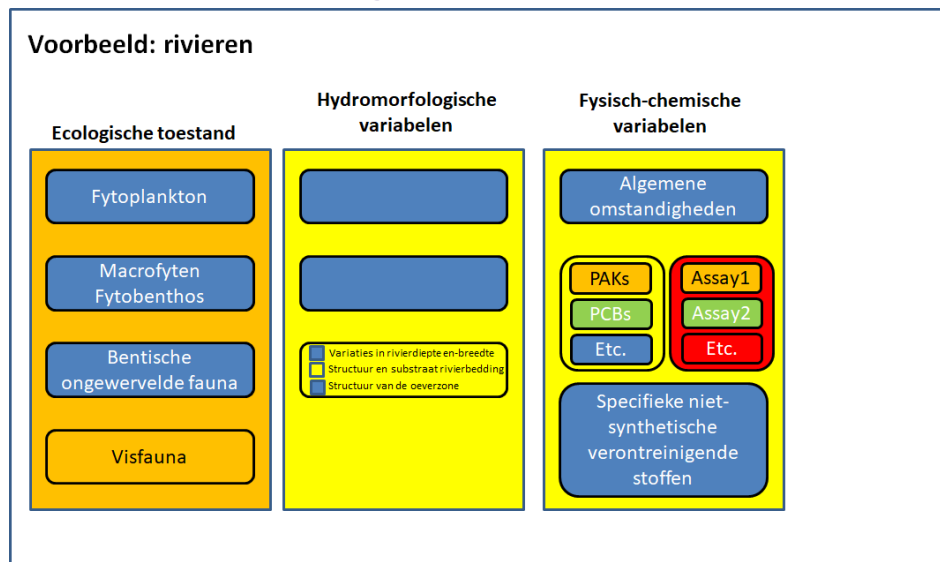 Voorbeeld: rivieren
Ecologische toestand
Fytoplankton
Macrofyten
Fytobenthos
Bentische
ongewervelde fauna
Visfauna
Hydromorfologische
variabelen
Variaties in rivierdiepte en-breedte
Structuur en substraat rivierbedding
Structuur van de oeverzone
Fysisch-chemische
variabelen
Algemene
omstandigheden
PAKs
PCBs
Etc.
Assay1
Assay2
Etc.
Specifieke niet-
synthetische
verontreinigende
stoffen